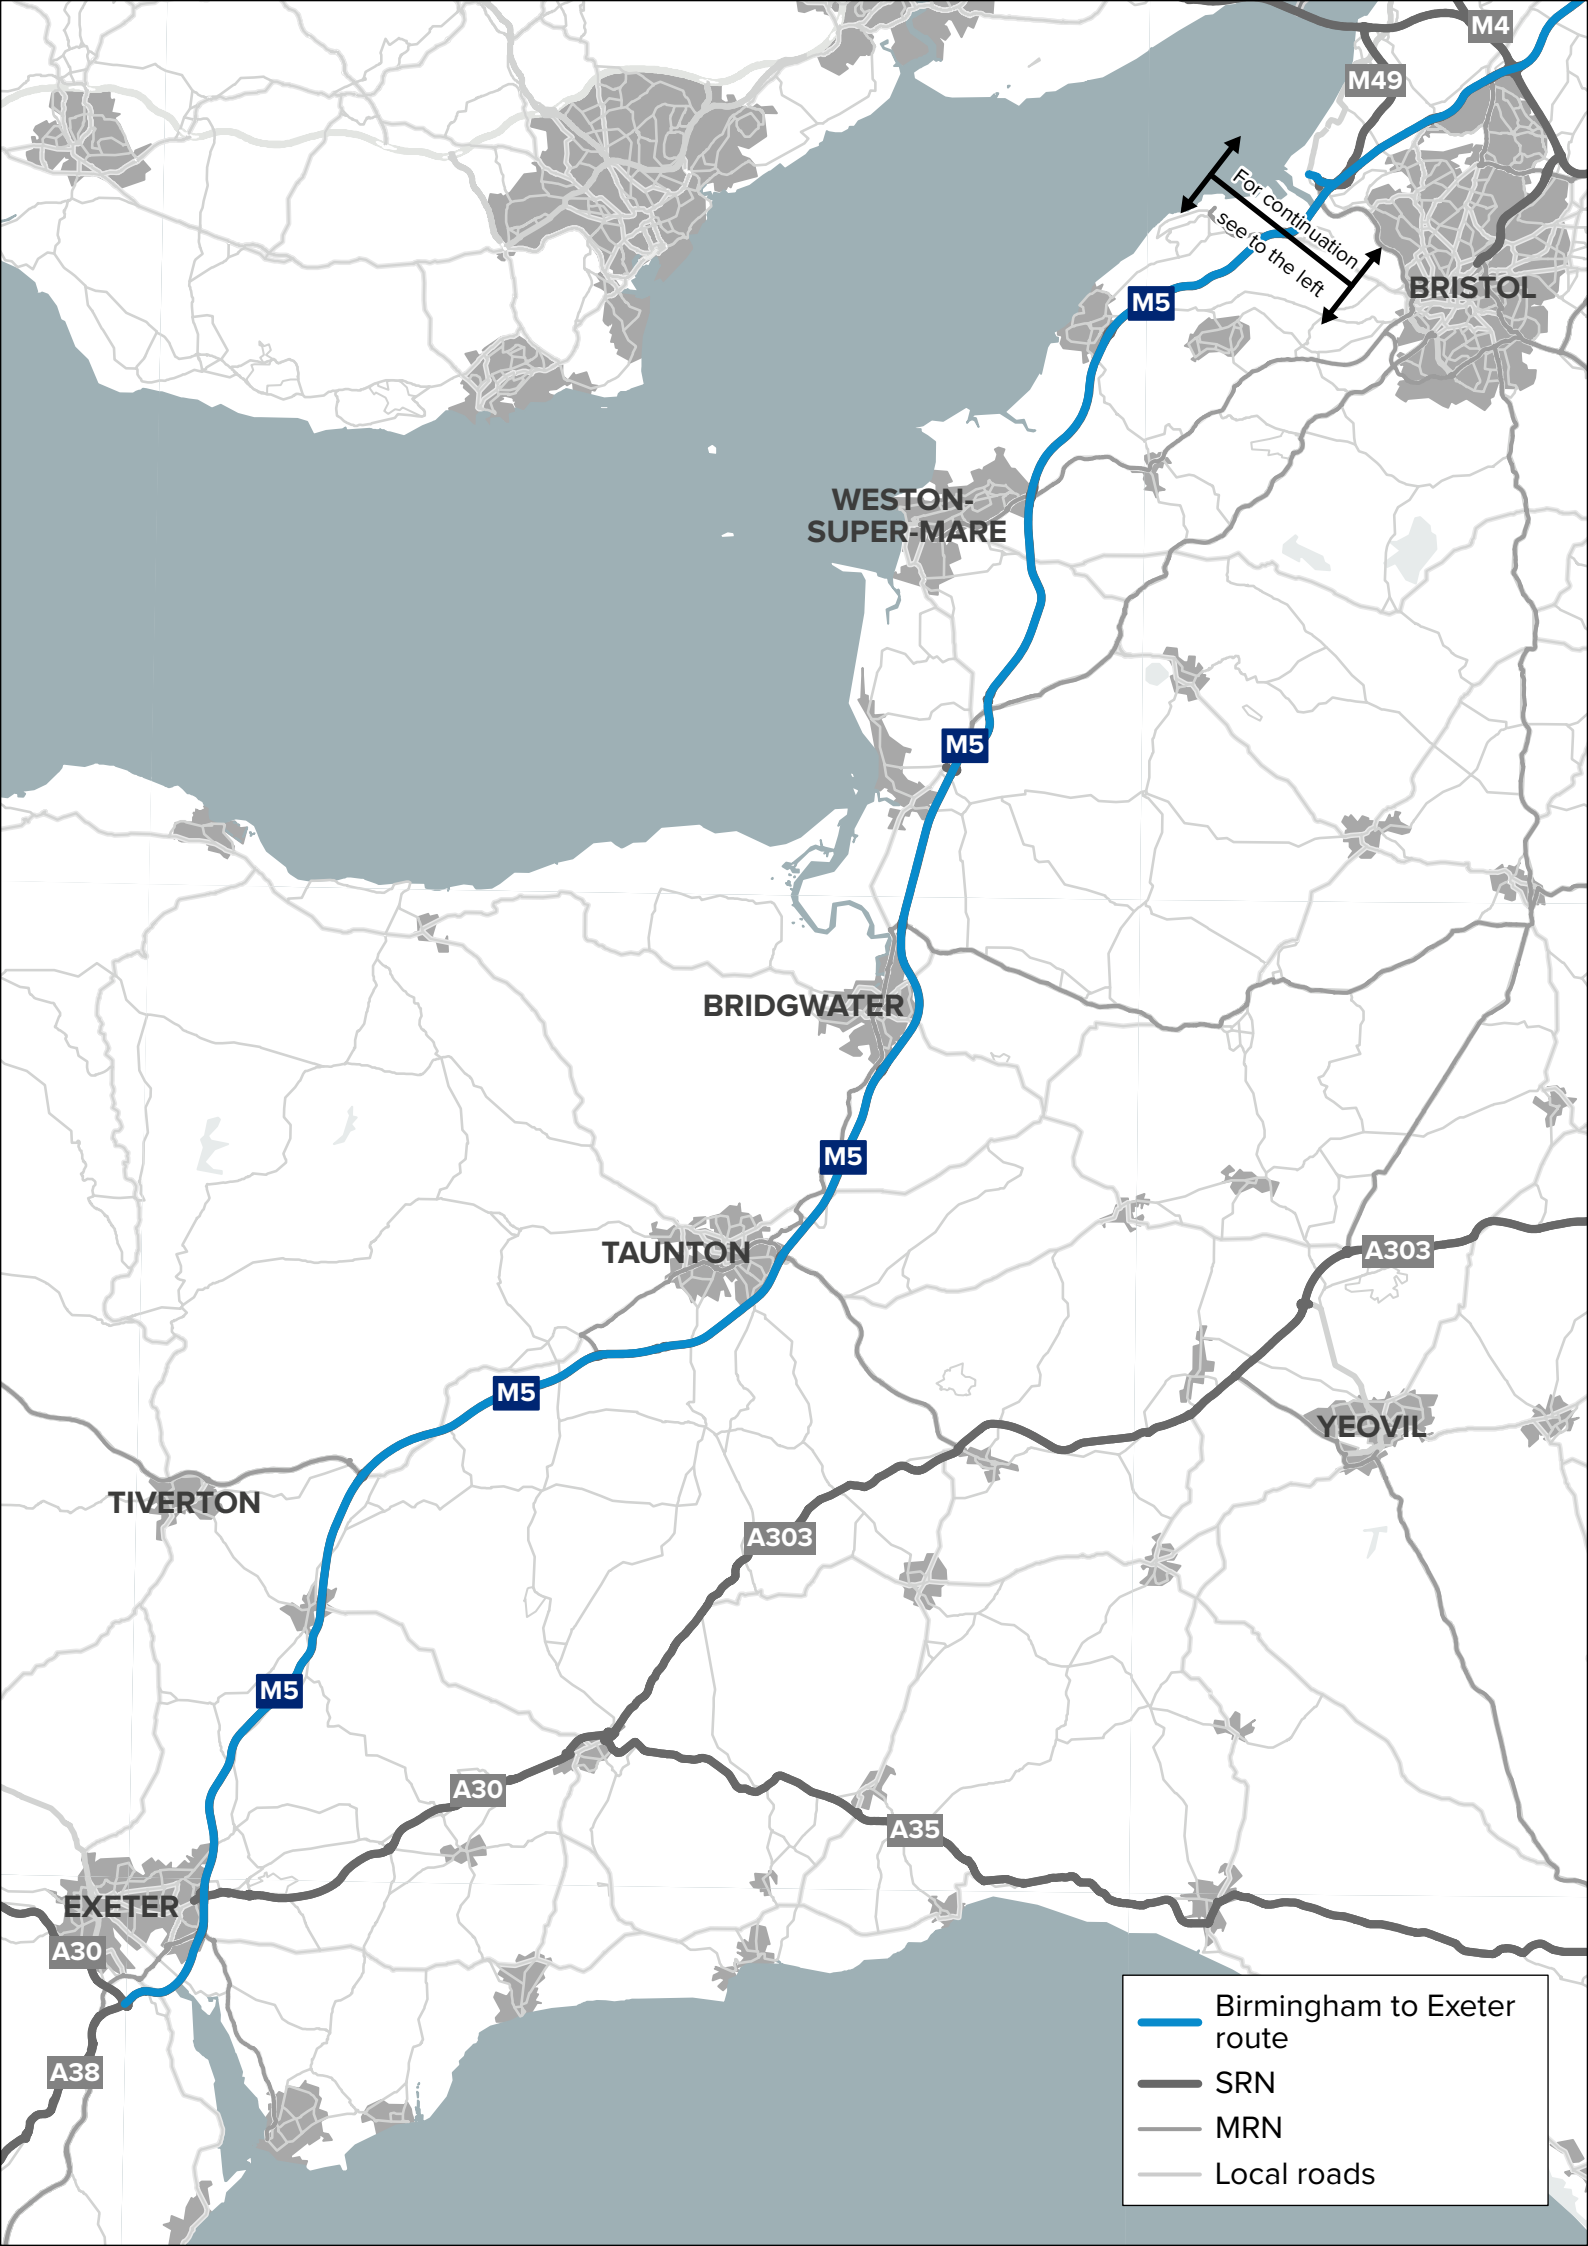 M4
M49
For continuation
see to the left
BRISTOL
M5
WESTON-
SUPER-MARE
M5
BRIDGWATER
M5
TAUNTON
A303
M5
YEOVIL
TIVERTON
A303
M5
A30
A35
EXETER
A30
A38
Birmingham to Exeter
route
SRN
MRN
Local roads